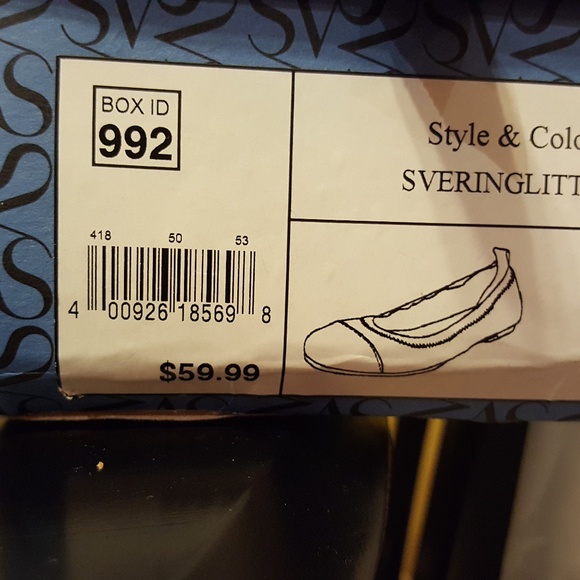 BOX ID
992
Style & Colo
SVERINGLITT
418 50 53
4 00926 18569 8
$59.99